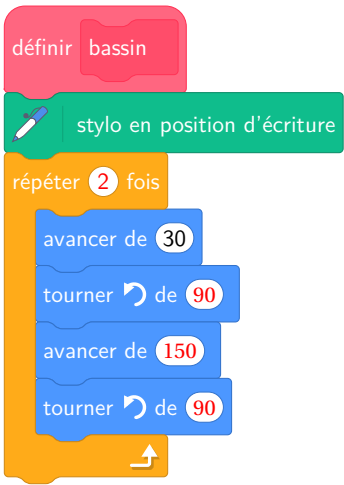 définir bassin
stylo en position d'écriture
répéter 2 fois
avancer de 30
tourner de 90
avancer de 150
tourner de 90